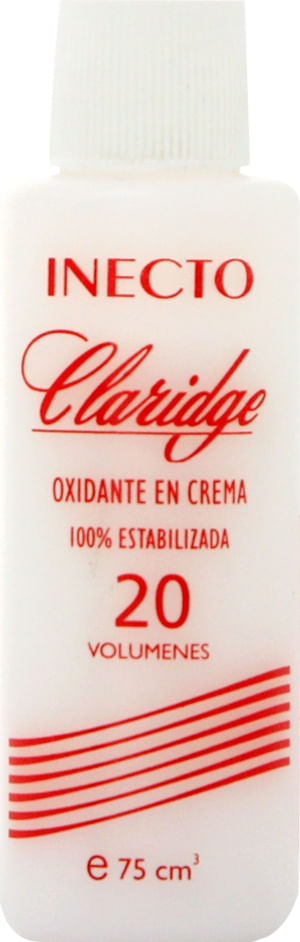 INECTO
Claridge
OXIDANTE EN CREMA
100% ESTABILIZADA
20
VOLUMENES
℮ 75 cm³